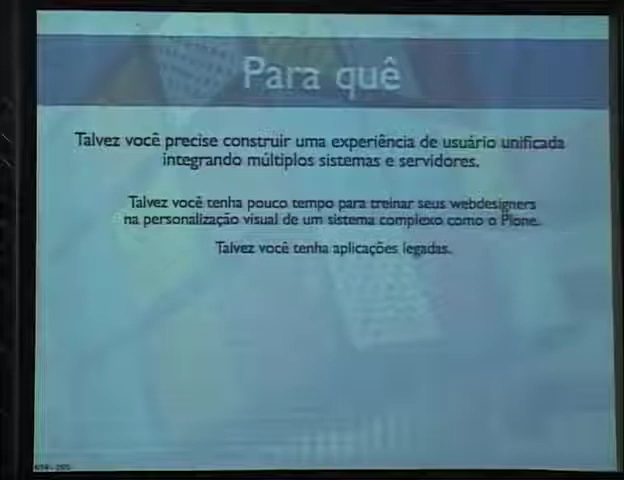 Para quê
Talvez você precise construir uma experiência de usuário unificada
integrando múltiplos sistemas e servidores.
Talvez você tenha pouco tempo para treinar seus webdesigners
na personalização visual de um sistema complexo como o Plone.
Talvez você tenha aplicações legadas.